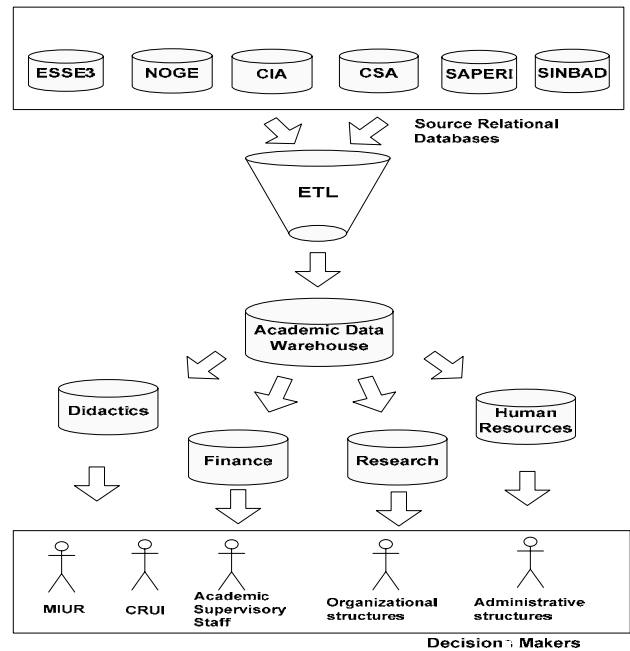 ESSE3 NOGE CIA CSA SAPERI SINBAD
Source Relational
Databases
ETL
Academic Data
Warehouse
Didactics
Human
Resources
Finance
Research
MIUR
CRUI
Academic
Supervisory
Staff
Organizational
structures
Administrative
structures
Decision Makers